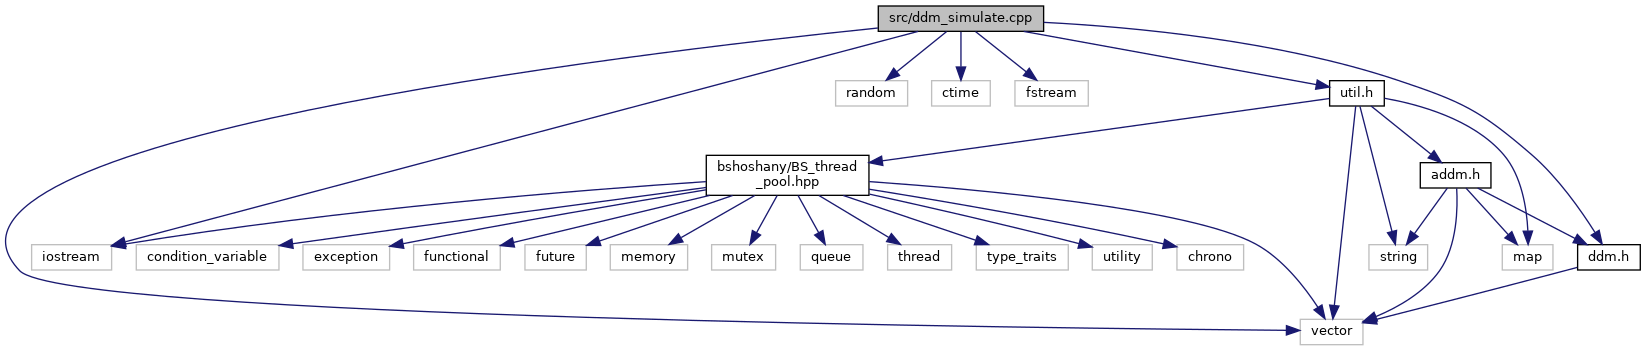 src/ddm_simulate.cpp
random
ctime
fstream
util.h
bshoshany/BS_thread
_pool.hpp
addm.h
iostream
condition_variable
exception
functional
future
memory
mutex
queue
thread
type_traits
utility
chrono
string
map
ddm.h
vector